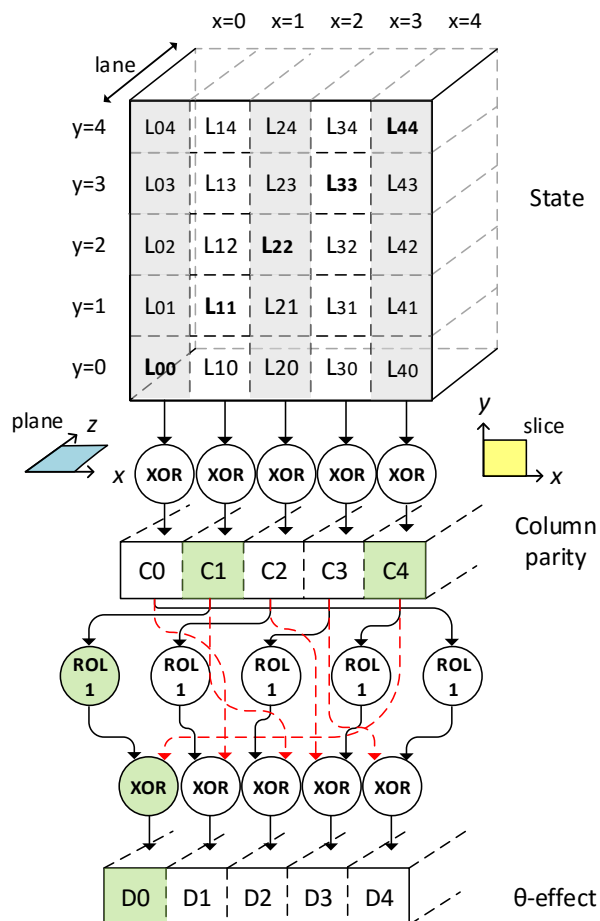 x=0 x=1 x=2 x=3 x=4
lane
y=4 L04 L14 L24 L34 L44
y=3 L03 L13 L23 L33 L43
State
y=2 L02 L12 L22 L32 L42
y=1 L01 L11 L21 L31 L41
y=0 L00 L10 L20 L30 L40
plane z x
y slice x
XOR XOR XOR XOR XOR
Column
parity
C0 C1 C2 C3 C4
ROL ROL ROL ROL ROL
1 1 1 1 1
XOR XOR XOR XOR XOR
D0 D1 D2 D3 D4
θ-effect